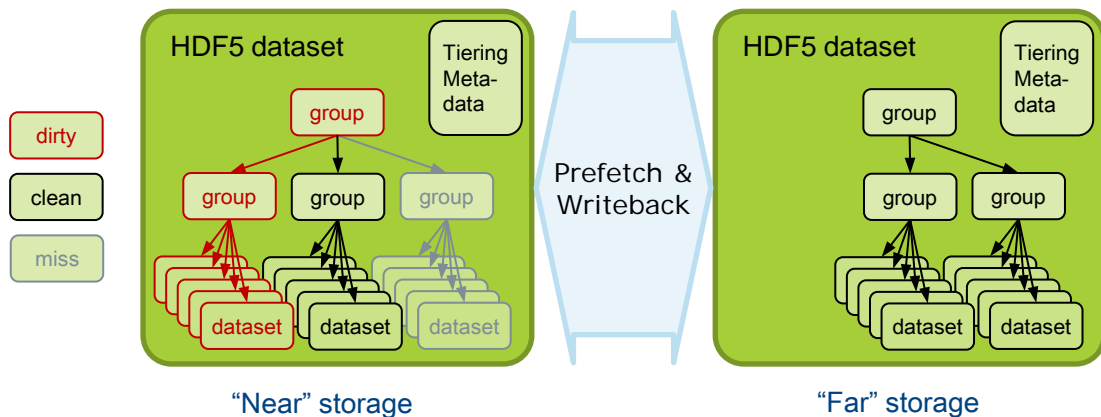 dirty
clean
miss
HDF5 dataset
Tiering
Meta-
data
group
group
group
group
dataset
dataset
dataset
"Near" storage
Prefetch &
Writeback
HDF5 dataset
Tiering
Meta-
data
group
group
group
dataset
dataset
“Far” storage